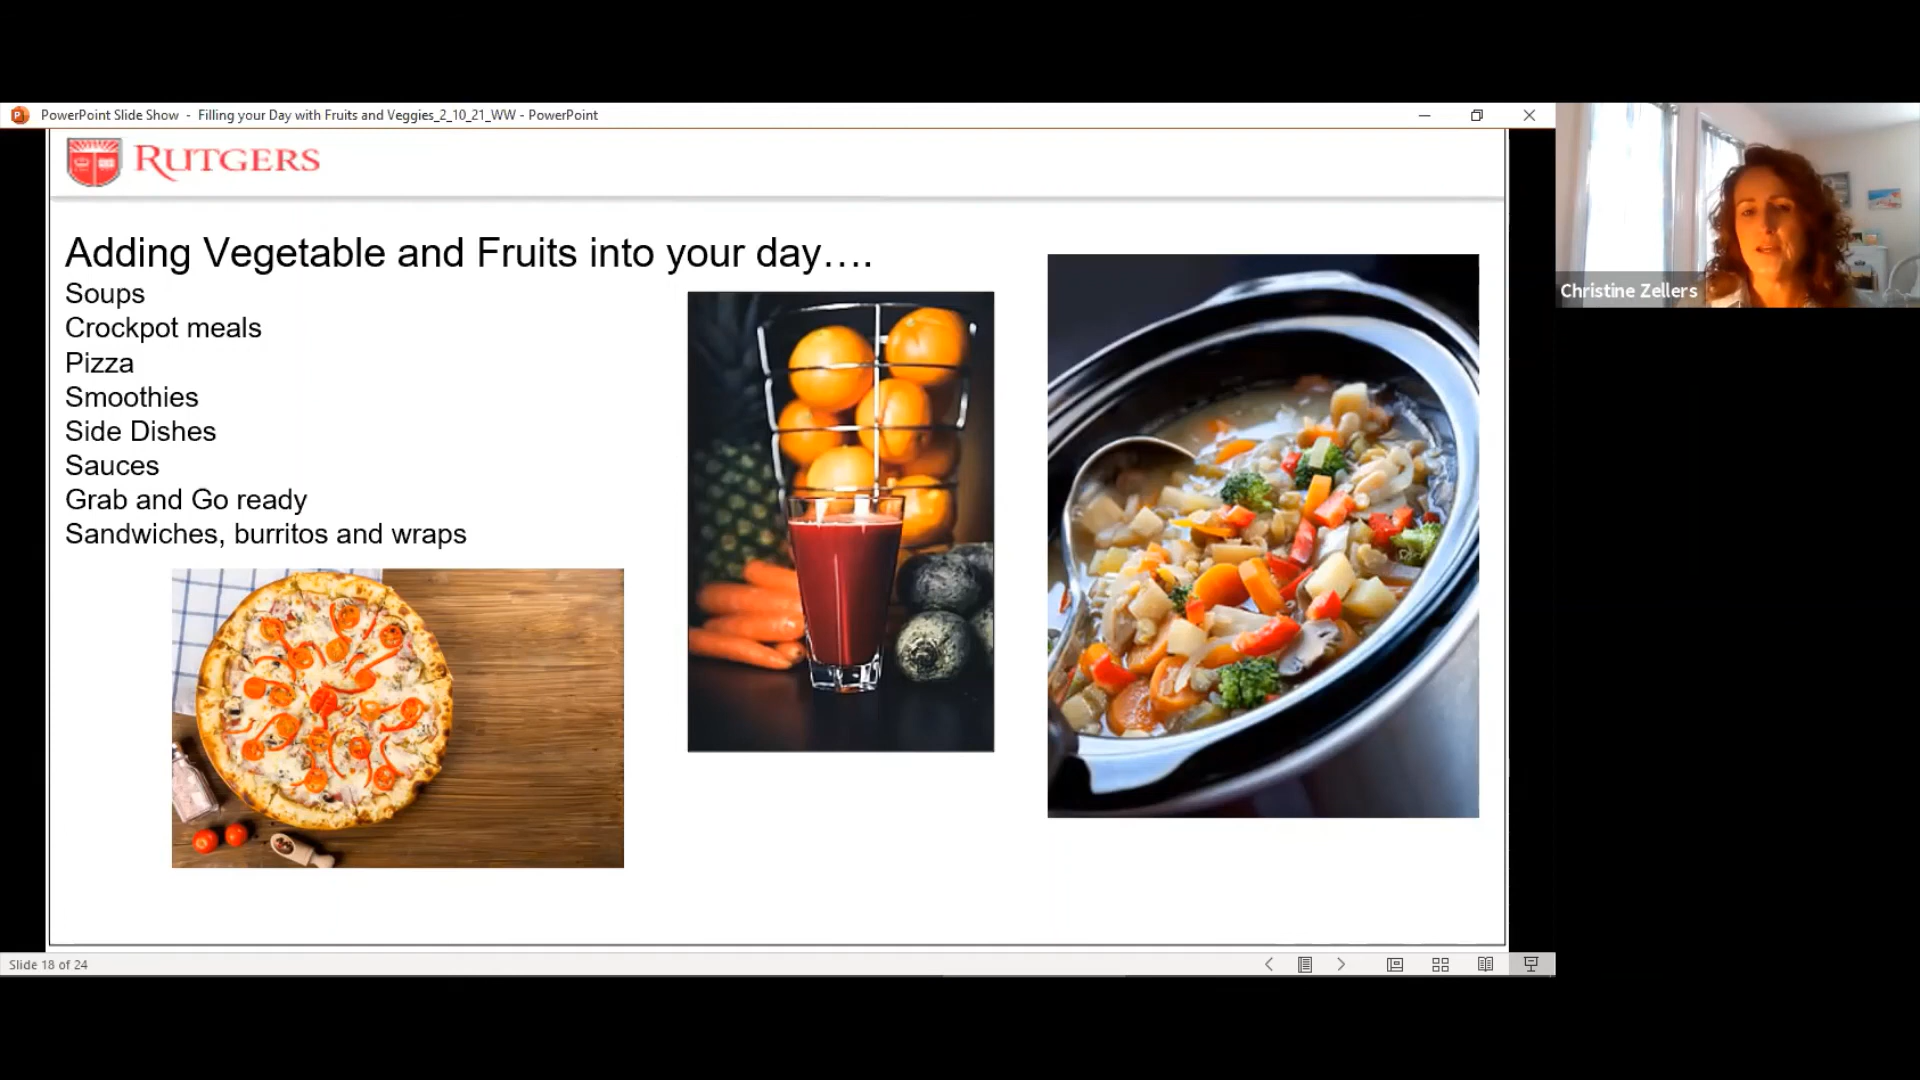 PowerPoint Slide Show - Filling your Day with Fruits and Veggies_2_10_21_WW - PowerPoint
RUTGERS
Christine Zellers
Adding Vegetable and Fruits into your day….
Soups
Crockpot meals
Pizza
Smoothies
Side Dishes
Sauces
Grab and Go ready
Sandwiches, burritos and wraps
Slide 18 of 24